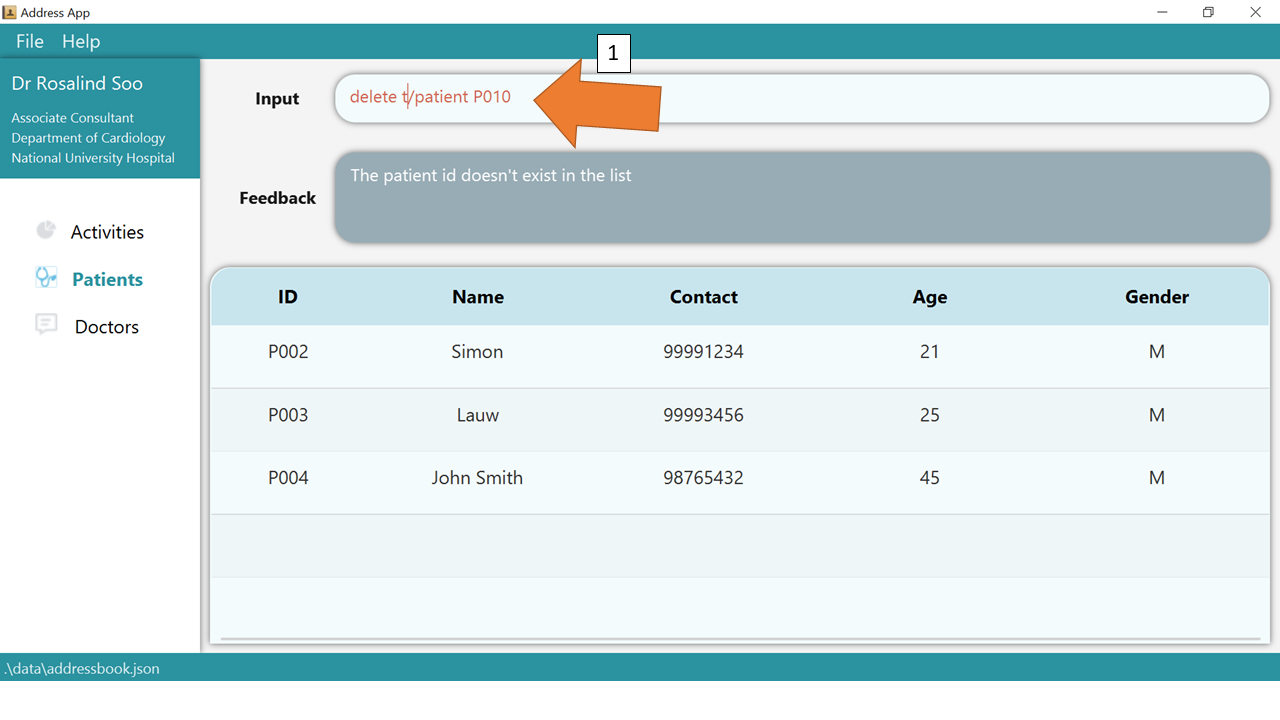 Address App
File Help
1
Dr Rosalind Soo
Associate Consultant
Department of Cardiology
National University Hospital
Activities
Patients
Doctors
Input delete t/patient P010
Feedback The patient id doesn't exist in the list
ID Name Contact Age Gender
P002 Simon 99991234 21 M
P003 Lauw 99993456 25 M
P004 John Smith 98765432 45 M
.\data\addressbook.json